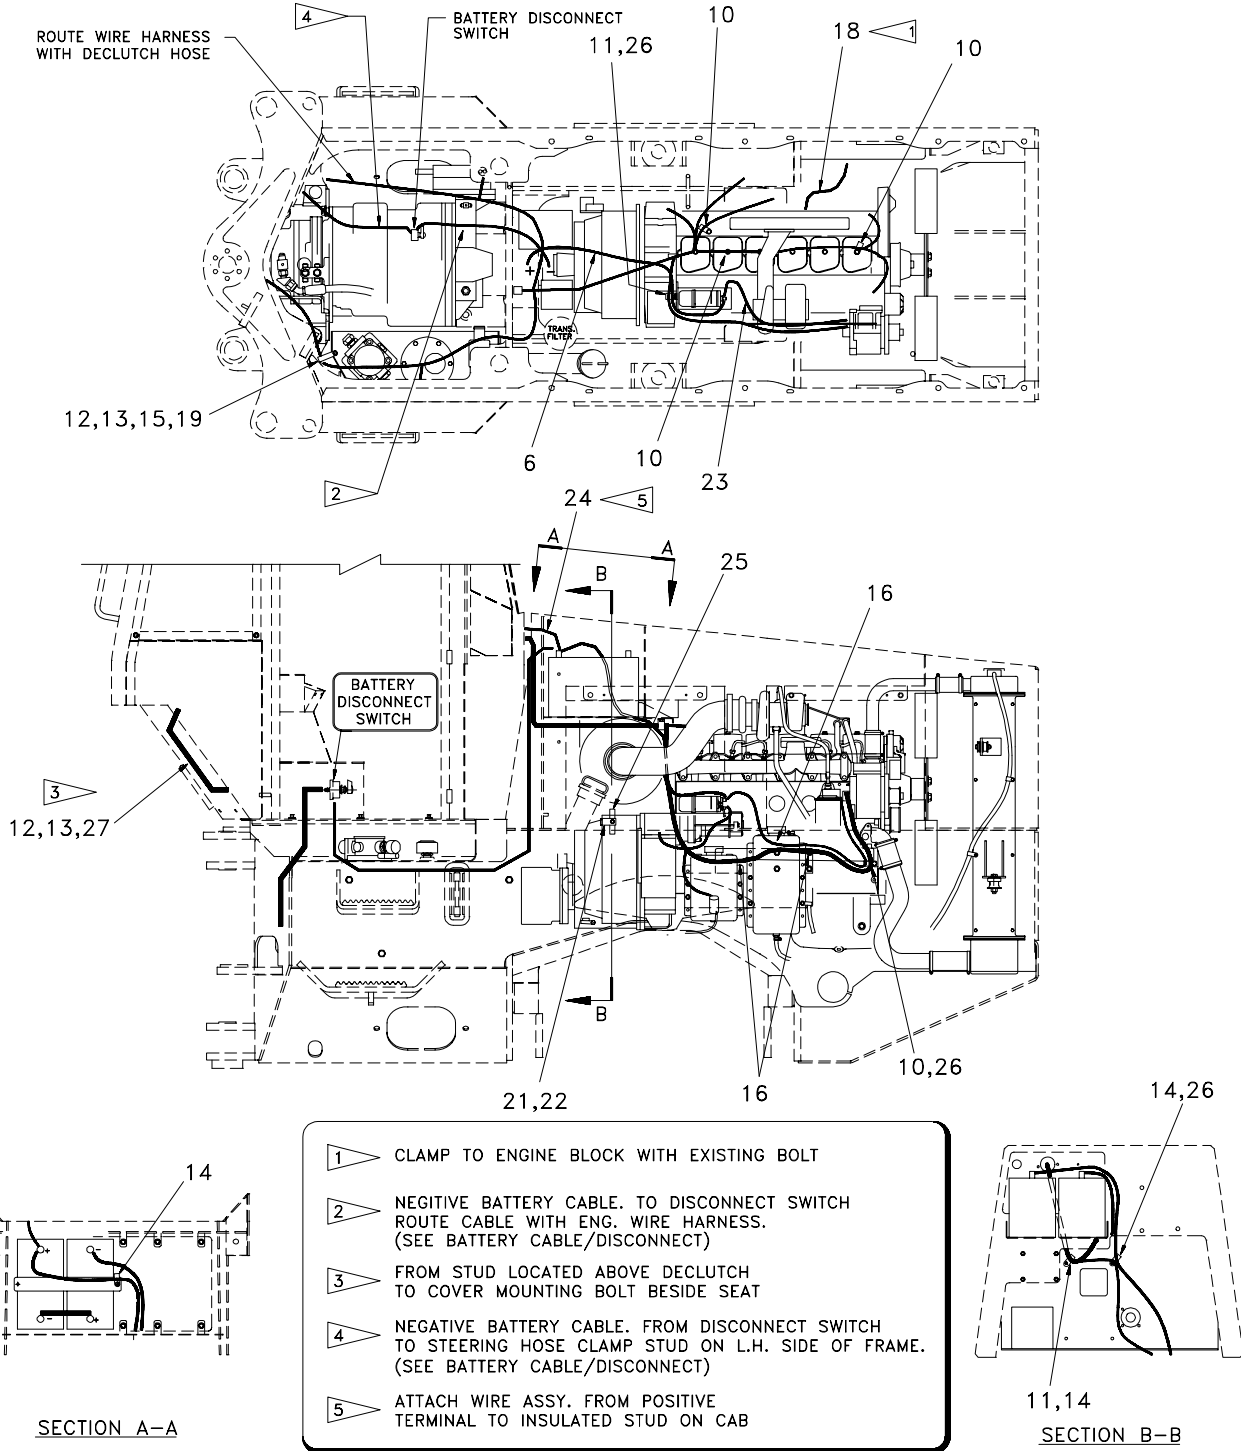 4
BATTERY DISCONNECT
SWITCH
10
ROUTE WIRE HARNESS
WITH DECLUTCH HOSE
11,26
18
1
10
+
-
TRANS.
FILTER
12,13,15,19
6
10
23
2
24
5
A
A
B
25
16
BATTERY
DISCONNECT
SWITCH
3
12,13,27
B
21,22
16
10,26
14,26
14
1
CLAMP TO ENGINE BLOCK WITH EXISTING BOLT
2
NEGITIVE BATTERY CABLE. TO DISCONNECT SWITCH
ROUTE CABLE WITH ENG. WIRE HARNESS.
(SEE BATTERY CABLE/DISCONNECT)
3
FROM STUD LOCATED ABOVE DECLUTCH
TO COVER MOUNTING BOLT BESIDE SEAT
4
NEGATIVE BATTERY CABLE. FROM DISCONNECT SWITCH
TO STEERING HOSE CLAMP STUD ON L.H. SIDE OF FRAME.
(SEE BATTERY CABLE/DISCONNECT)
5
ATTACH WIRE ASSY. FROM POSITIVE
TERMINAL TO INSULATED STUD ON CAB
+ -
- +
SECTION A-A
11,14
SECTION B-B